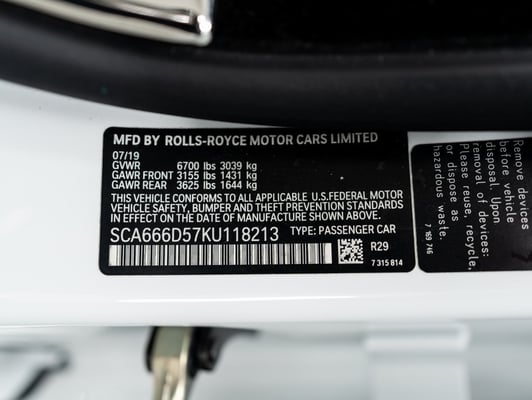 MFD BY ROLLS-ROYCE MOTOR CARS LIMITED
07/19
GVWR 6700 lbs 3039 kg
GAWR FRONT 3155 lbs 1431 kg
GAWR REAR 3625 lbs 1644 kg
THIS VEHICLE CONFORMS TO ALL APPLICABLE U.S.FEDERAL MOTOR
VEHICLE SAFETY, BUMPER AND THEFT PREVENTION STANDARDS
IN EFFECT ON THE DATE OF MANUFACTURE SHOWN ABOVE.
SCA666D57KU118213 TYPE: PASSENGER CAR
R29
7 315 814
Remove devices
before vehicle
disposal. Upon
removal of devices
Please reuse, recycle,
or dispose as
hazardous waste.
7 169 746